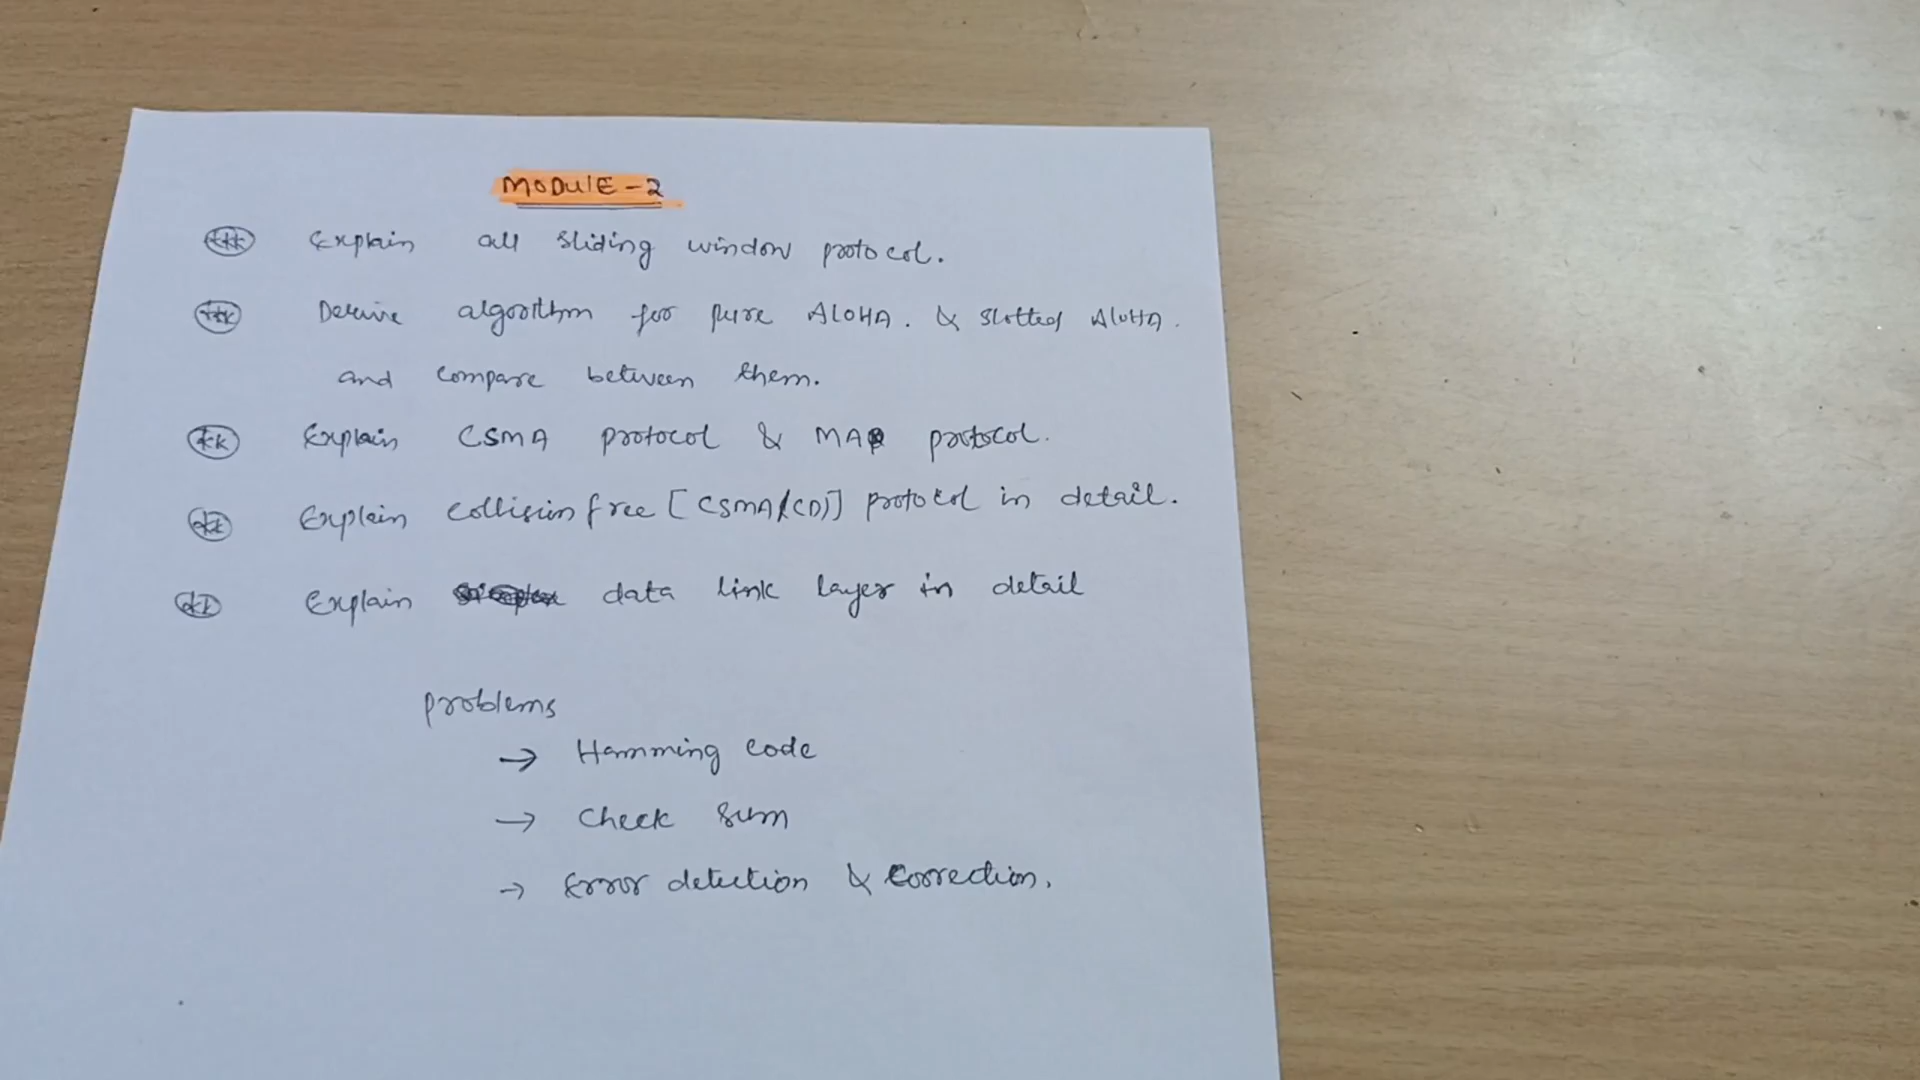 MODULE-2
*** Explain all sliding window protocol.
*** Derive algorithm for pure ALOHA. & Slotted ALOHA.
and compare between them.
** Explain CSMA protocol & protocol.
** Explain collision free [CSMA/CD)] protocol in detail.
** Explain data link layer in detail
problems
→ Hamming code
→ Check sum
→ Error detection & correction.